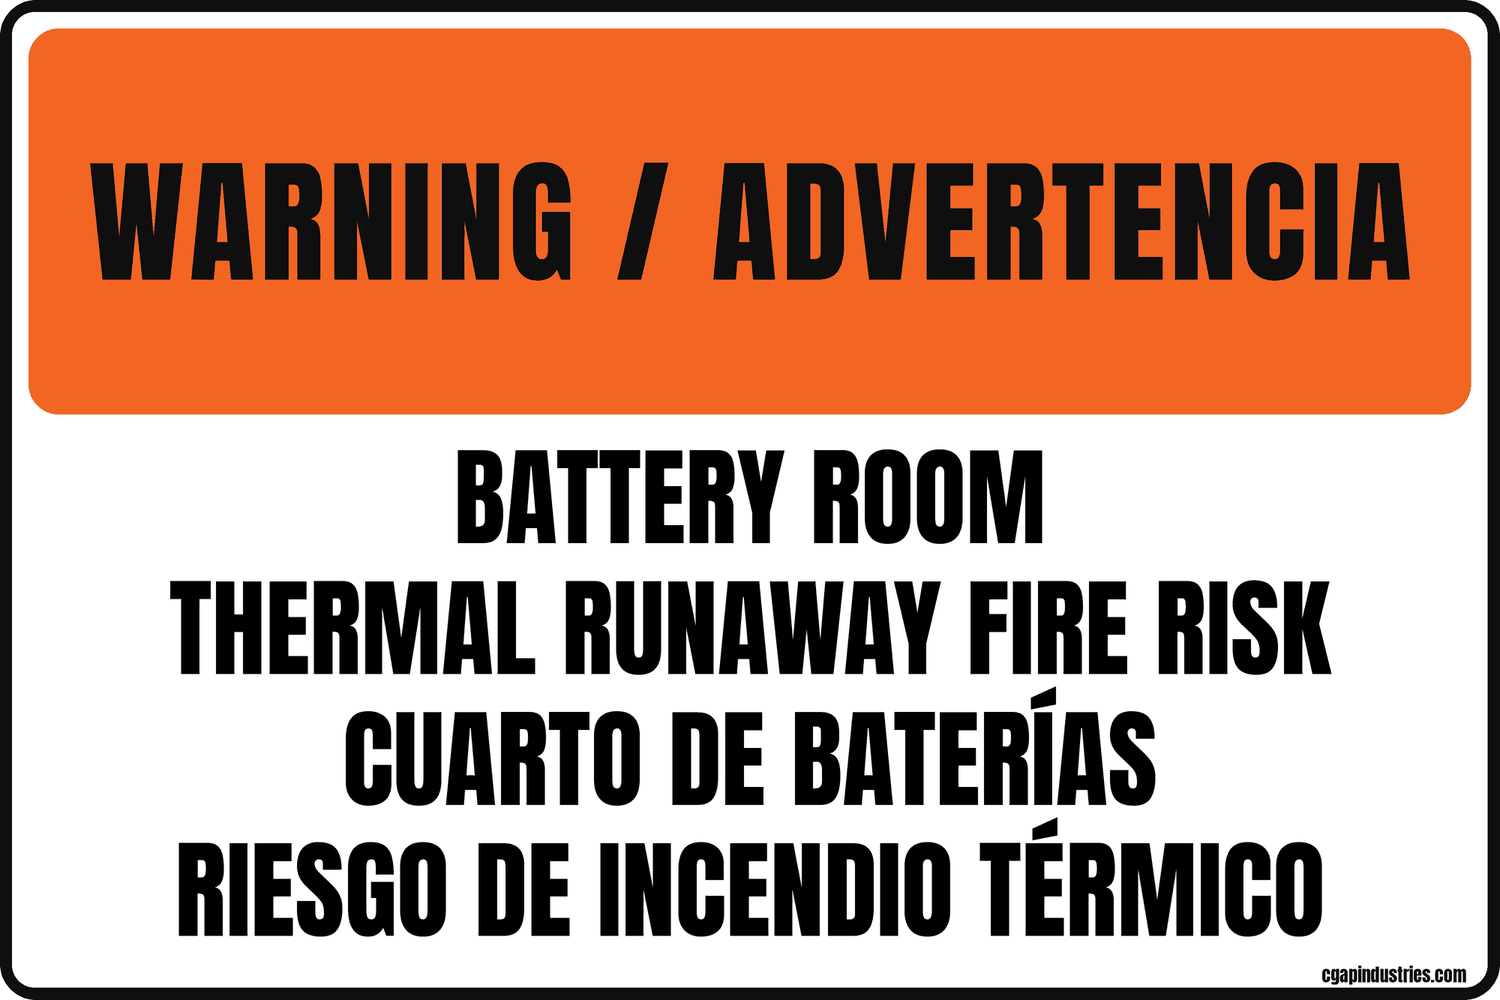 WARNING / ADVERTENCIA
BATTERY ROOM
THERMAL RUNAWAY FIRE RISK
CUARTO DE BATERÍAS
RIESGO DE INCENDIO TÉRMICO
cgapindustries.com